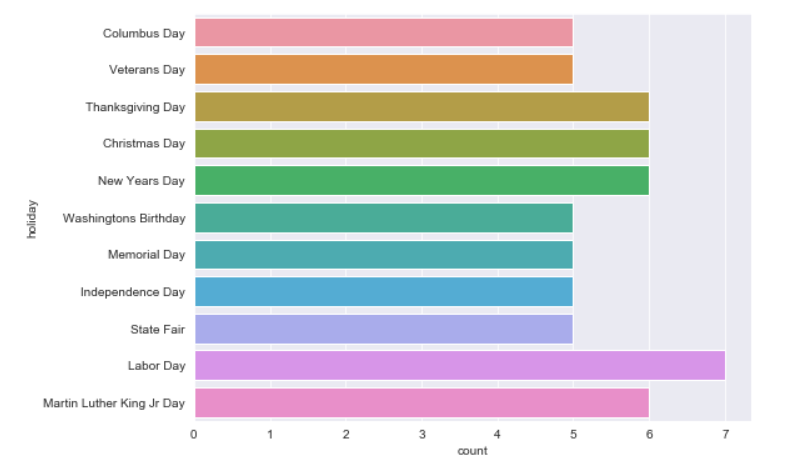 Columbus Day
Veterans Day
Thanksgiving Day
Christmas Day
New Years Day
Washingtons Birthday
Memorial Day
Independence Day
State Fair
Labor Day
Martin Luther King Jr Day
holiday
0 1 2 3 4 5 6 7
count